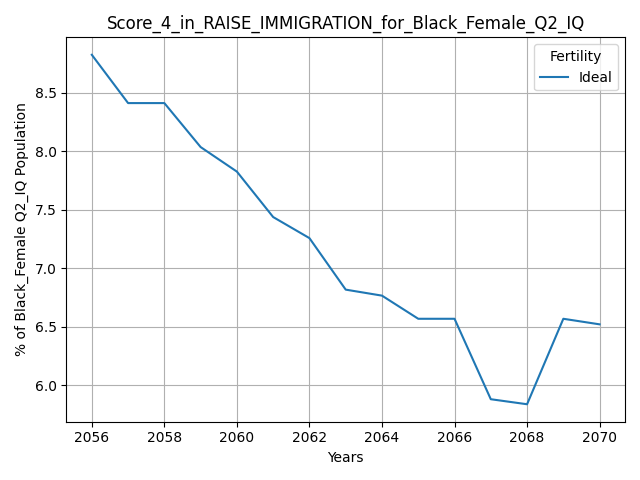 Score_4_in_RAISE_IMMIGRATION_for_Black_Female_Q2_IQ
Fertility
Ideal
% of Black_Female Q2_IQ Population
8.5
8.0
7.5
7.0
6.5
6.0
2056 2058 2060 2062 2064 2066 2068 2070
Years